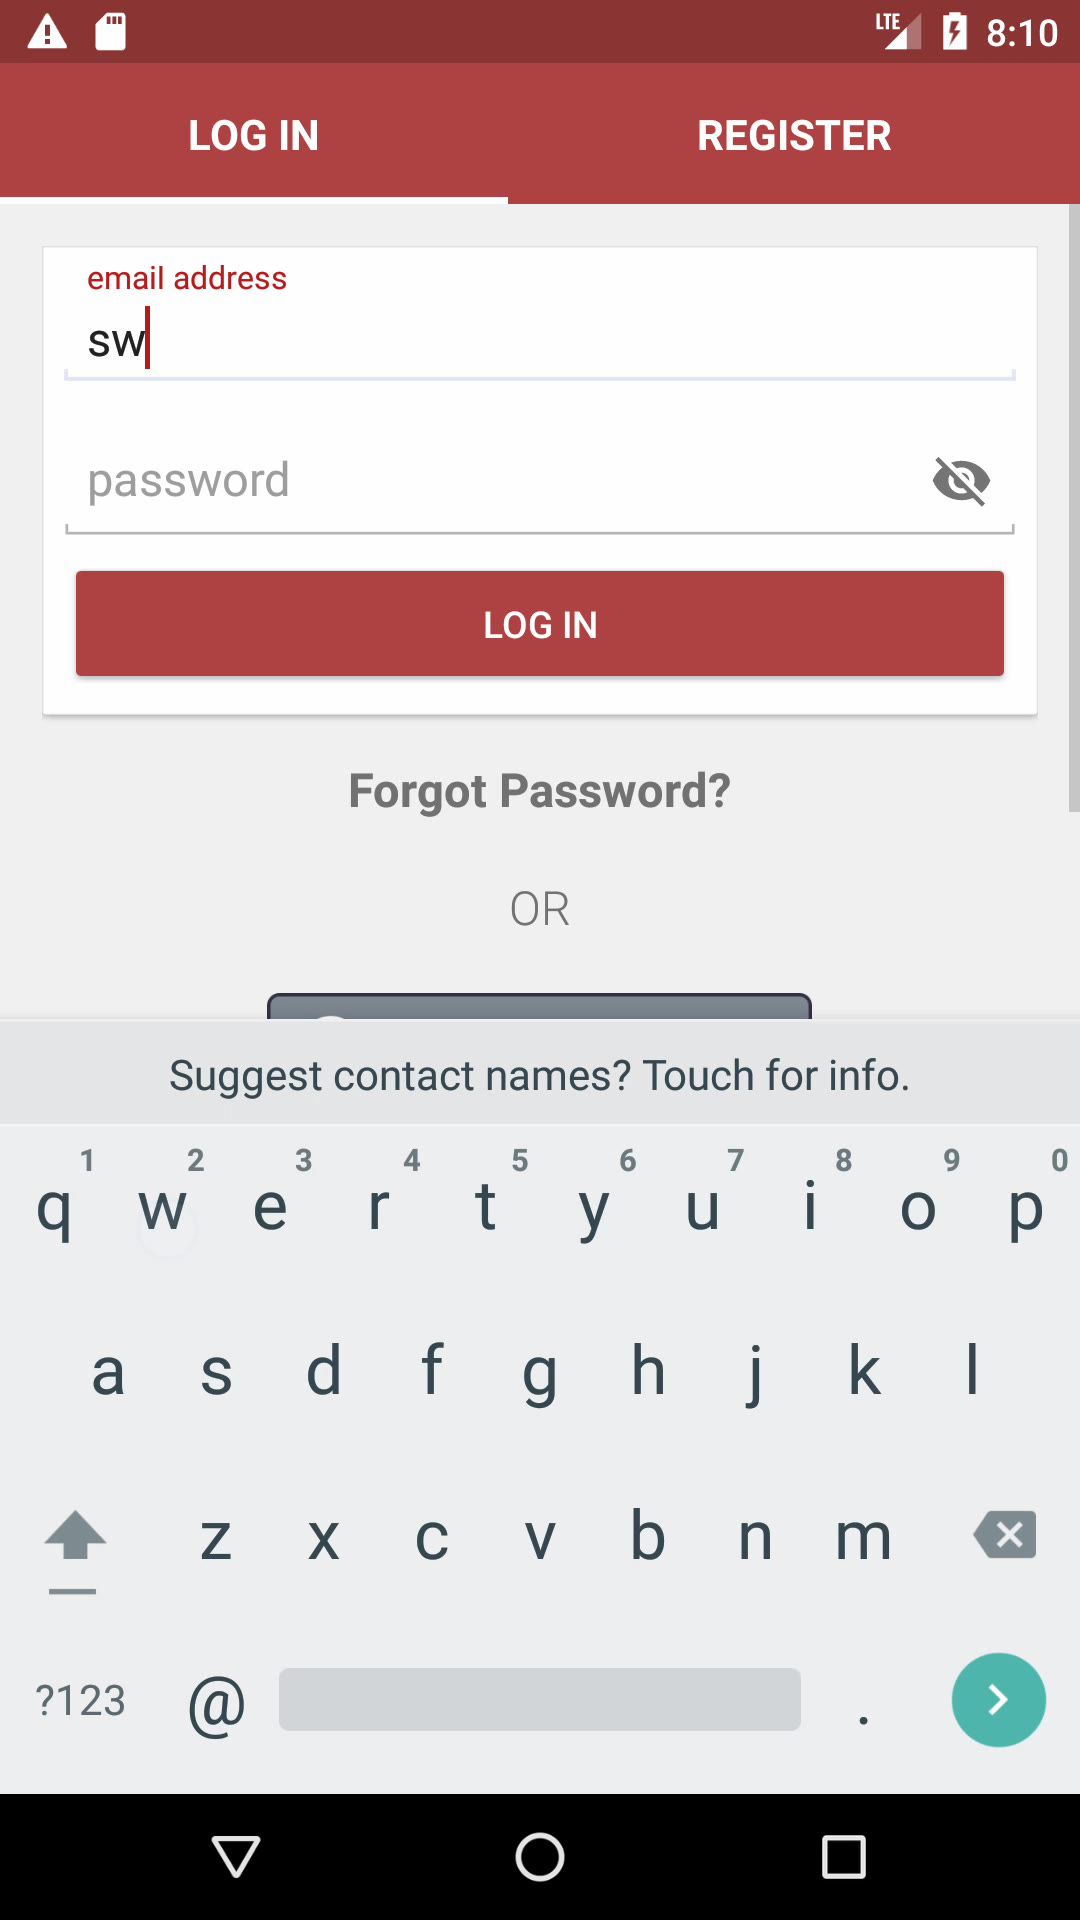 LTE 8:10
LOG IN REGISTER
email address
sw
password
LOG IN
Forgot Password?
OR
Suggest contact names? Touch for info.
1 2 3 4 5 6 7 8 9 0
q w e r t y u i o p
a s d f g h j k l
z x c v b n m
?123 @ .